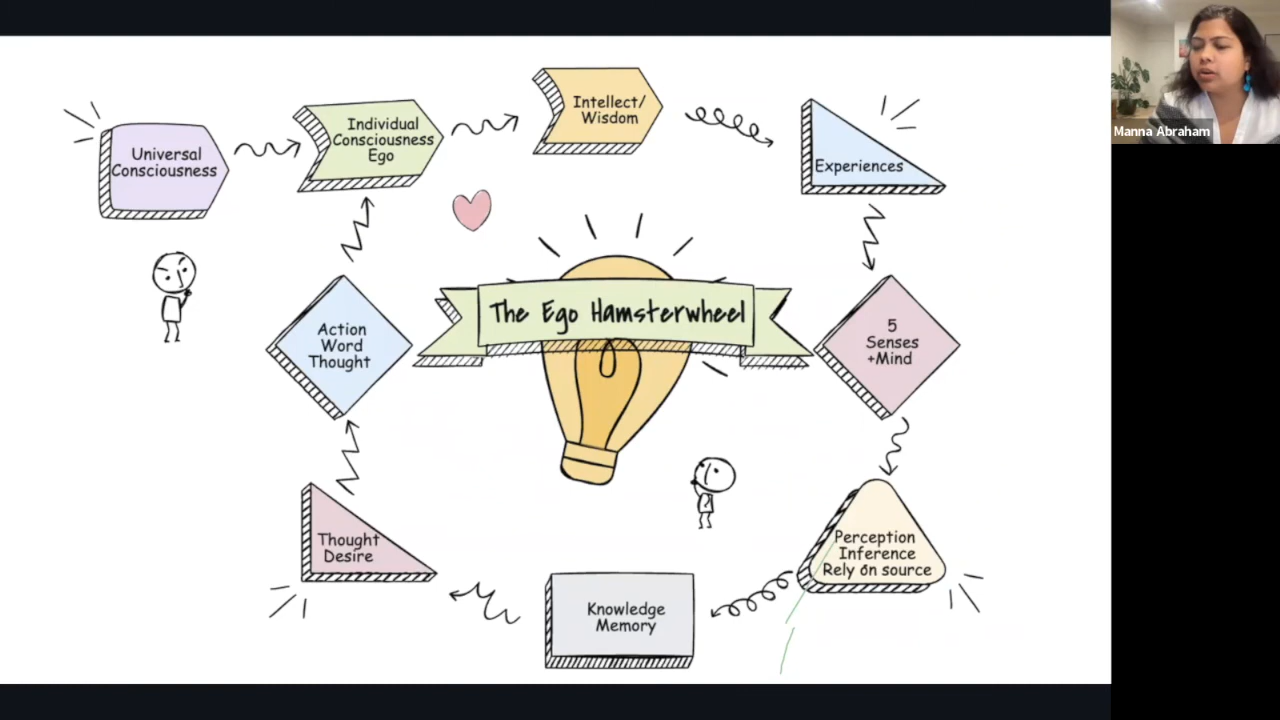 Universal
Consciousness
Individual
Consciousness
Ego
Intellect/
Wisdom
Experiences
Manna Abraham
The Ego Hamsterwheel
Action
Word
Thought
5
Senses
+Mind
Thought
Desire
Knowledge
Memory
Perception
Inference
Rely on source